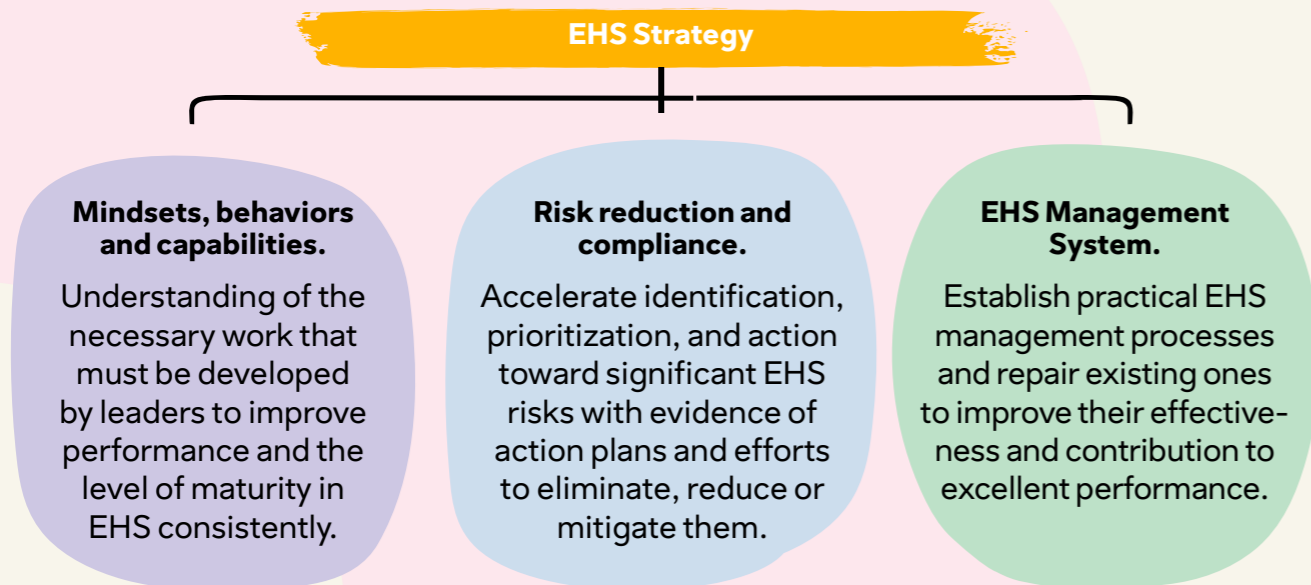 EHS Strategy
Mindsets, behaviors
and capabilities.
Understanding of the
necessary work that
must be developed
by leaders to improve
performance and the
level of maturity in
EHS consistently.
Risk reduction and
compliance.
Accelerate identification,
prioritization, and action
toward significant EHS
risks with evidence of
action plans and efforts
to eliminate, reduce or
mitigate them.
EHS Management
System.
Establish practical EHS
management processes
and repair existing ones
to improve their effective-
ness and contribution to
excellent performance.